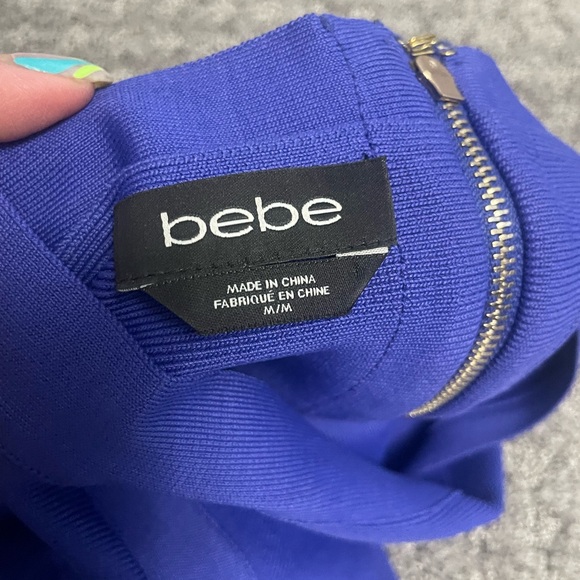 bebe
MADE IN CHINA
FABRIQUÉ EN CHINE
M/M